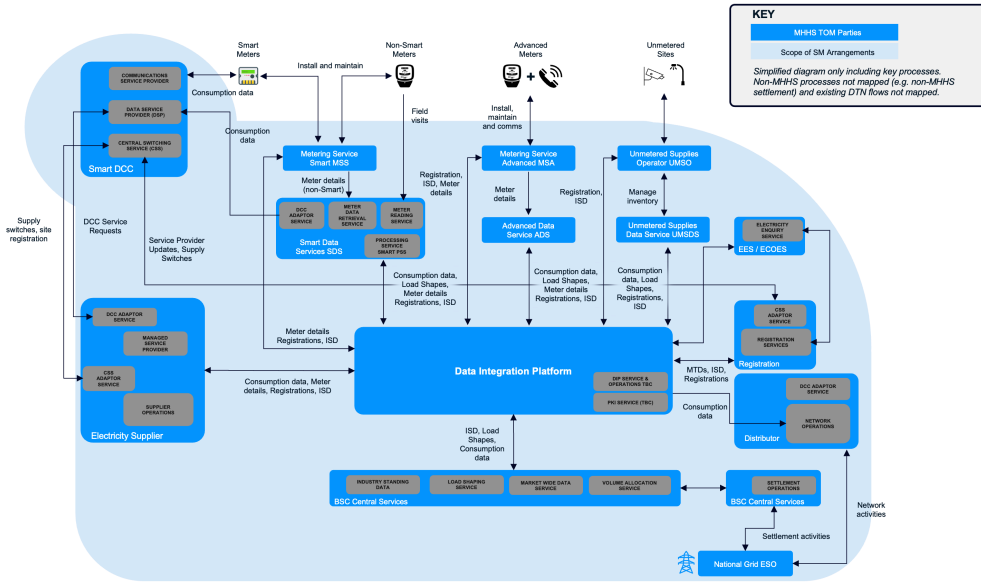 KEY
MHHS TOM Parties
Scope of SM Arrangements
Simplified diagram only including key processes.
Non-MHHS processes not mapped (e.g. non-MHHS
settlement) and existing DTN flows not mapped.
Smart
Meters
Non-Smart
Meters
Advanced
Meters
Unmetered
Sites
Install and maintain
COMMUNICATIONS
SERVICE PROVIDER
Consumption data
DATA SERVICE
PROVIDER (DSP)
CENTRAL SWITCHING
SERVICE (CSS)
Smart DCC
Consumption
data
Field
visits
Install,
maintain
and comms
Metering Service
Smart MSS
Metering Service
Advanced MSA
Unmetered Supplies
Operator UMSO
Meter details
(non-Smart)
Registration,
ISD, Meter
details
Meter
details
Registration,
ISD
Manage
inventory
DCC
ADAPTOR
SERVICE
METER
DATA
RETRIEVAL
SERVICE
METER
READING
SERVICE
PROCESSING
SERVICE
SMART PSS
Smart Data
Services SDS
Advanced Data
Service ADS
Unmetered Supplies
Data Service UMSDS
ELECTRICITY
ENQUIRY
SERVICE
EES / ECOES
Supply
switches, site
registration
DCC Service
Requests
Service Provider
Updates, Supply
Switches
Consumption data,
Load Shapes,
Meter details
Registrations, ISD
Consumption data,
Load Shapes,
Meter details
Registrations, ISD
Consumption
data, Load
Shapes,
Registrations,
ISD
DCC ADAPTOR
SERVICE
MANAGED
SERVICE
PROVIDER
CSS
ADAPTOR
SERVICE
SUPPLIER
OPERATIONS
Electricity Supplier
Meter details
Registrations, ISD
Consumption data, Meter
details, Registrations, ISD
Data Integration Platform
DIP SERVICE &
OPERATIONS TBC
PKI SERVICE (TBC)
CSS
ADAPTOR
SERVICE
REGISTRATION
SERVICES
Registration
MTDs, ISD,
Registrations
Consumption
data
DCC ADAPTOR
SERVICE
NETWORK
OPERATIONS
Distributor
ISD, Load
Shapes,
Consumption
data
INDUSTRY STANDING
DATA
LOAD SHAPING
SERVICE
MARKET WIDE DATA
SERVICE
VOLUME ALLOCATION
SERVICE
BSC Central Services
SETTLEMENT
OPERATIONS
BSC Central Services
Network
activities
Settlement activities
National Grid ESO